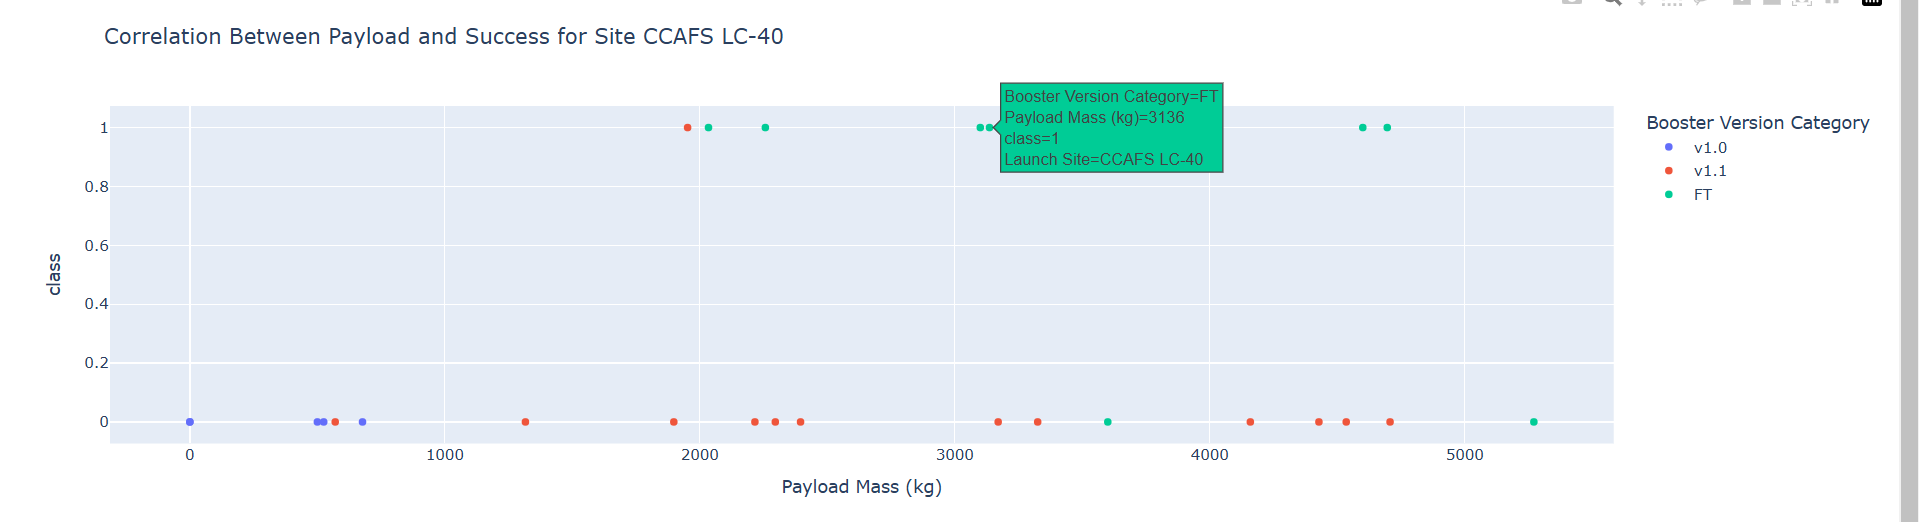 Correlation Between Payload and Success for Site CCAFS LC-40
Booster Version Category=FT
Payload Mass (kg)=3136
class=1
Launch Site=CCAFS LC-40
Booster Version Category
v1.0
v1.1
FT
1
0.8
0.6
0.4
0.2
0
class
0 1000 2000 3000 4000 5000
Payload Mass (kg)